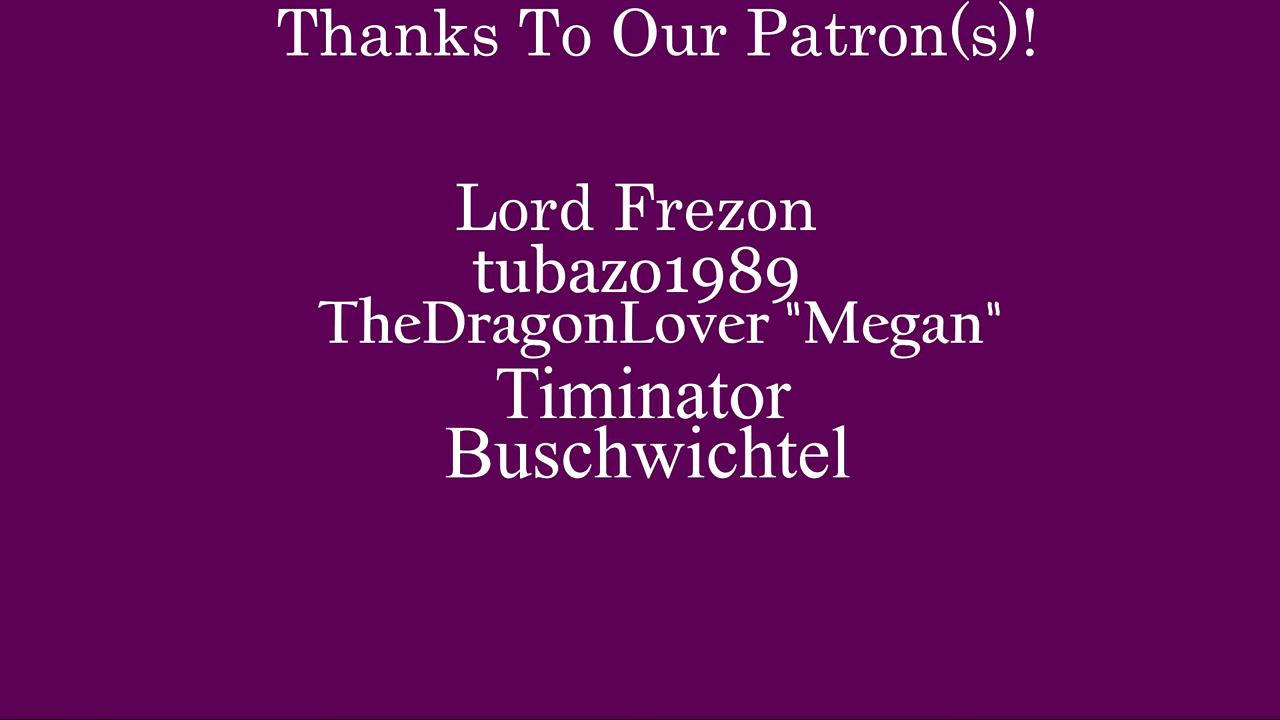 Thanks To Our Patron(s)!
Lord Frezon
tubazo1989
TheDragonLover "Megan"
Timinator
Buschwichtel